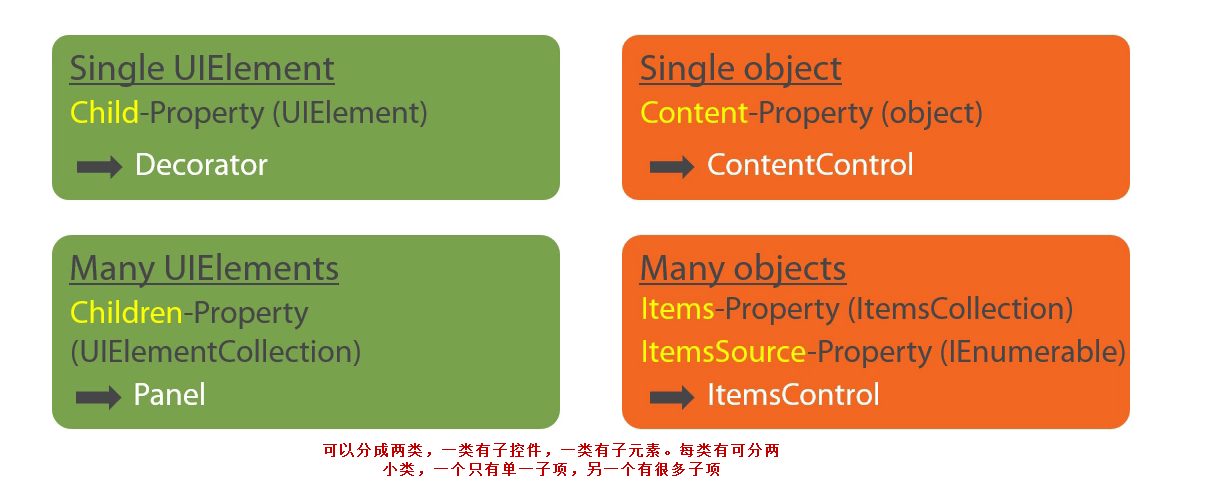 Single UIElement
Child-Property (UIElement)
Decorator
Single object
Content-Property (object)
ContentControl
Many UIElements
Children-Property
(UIElementCollection)
Panel
Many objects
Items-Property (ItemsCollection)
ItemsSource-Property (IEnumerable)
ItemsControl
可以分成两类，一类有子控件，一类有子元素。每类有可分两
小类，一个只有单一子项，另一个有很多子项